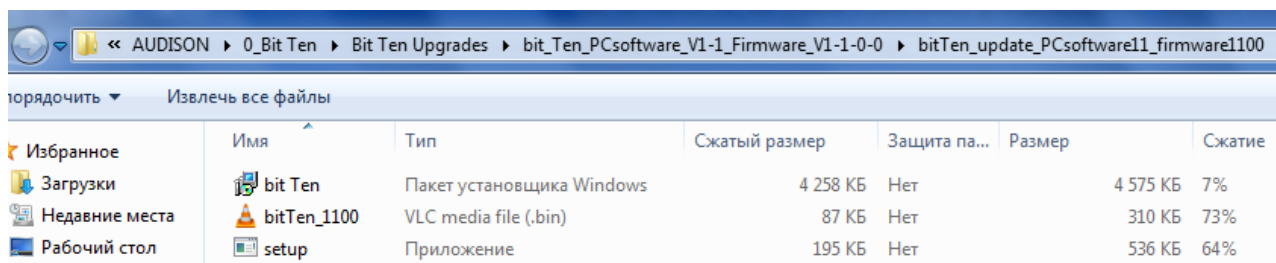 « AUDISON ▸ 0_Bit Ten ▸ Bit Ten Upgrades ▸ bit_Ten_PCsoftware_V1-1_Firmware_V1-1-0-0 ▸ bitTen_update_PCsoftware11_firmware1100
порядочить ▾ Извлечь все файлы
Избранное Имя Тип Сжатый размер Защита па... Размер Сжатие
Загрузки bit Ten Пакет установщика Windows 4 258 КБ Нет 4 575 КБ 7%
Недавние места bitTen_1100 VLC media file (.bin) 87 КБ Нет 310 КБ 73%
Рабочий стол setup Приложение 195 КБ Нет 536 КБ 64%